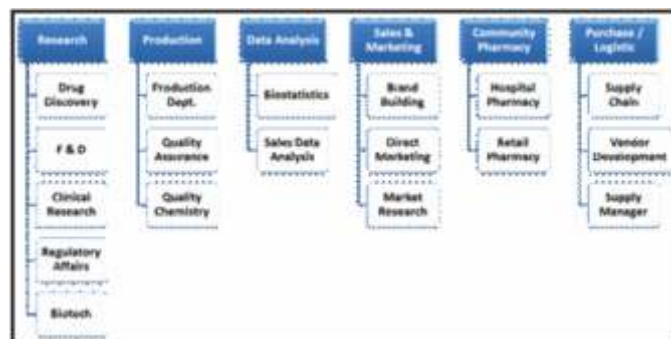 Research
Production
Data Analysis
Sales &
Marketing
Community
Pharmacy
Purchase /
Logistic
Drug
Discovery
F & D
Clinical
Research
Regulatory
Affairs
Biotech
Production
Dept.
Quality
Assurance
Quality
Chemistry
Biostatistics
Sales Data
Analysis
Brand
Building
Direct
Marketing
Market
Research
Hospital
Pharmacy
Retail
Pharmacy
Supply
Chain
Vendor
Development
Supply
Manager